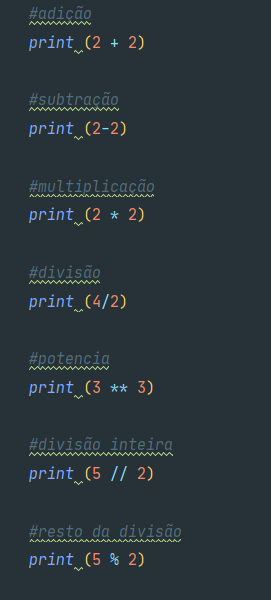 #adição
print (2 + 2)
#subtração
print (2-2)
#multiplicação
print (2 * 2)
#divisão
print (4/2)
#potencia
print (3 ** 3)
#divisão inteira
print (5 // 2)
#resto da divisão
print (5 % 2)